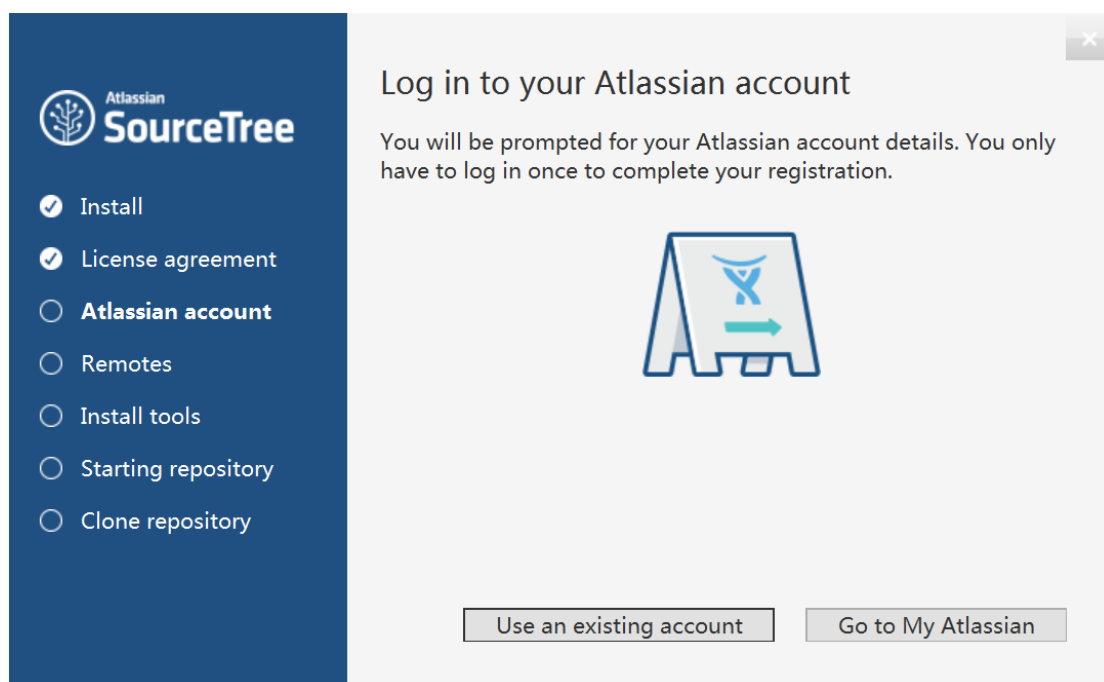 Atlassian
SourceTree
Install
License agreement
Atlassian account
Remotes
Install tools
Starting repository
Clone repository
Log in to your Atlassian account
You will be prompted for your Atlassian account details. You only
have to log in once to complete your registration.
Use an existing account
Go to My Atlassian